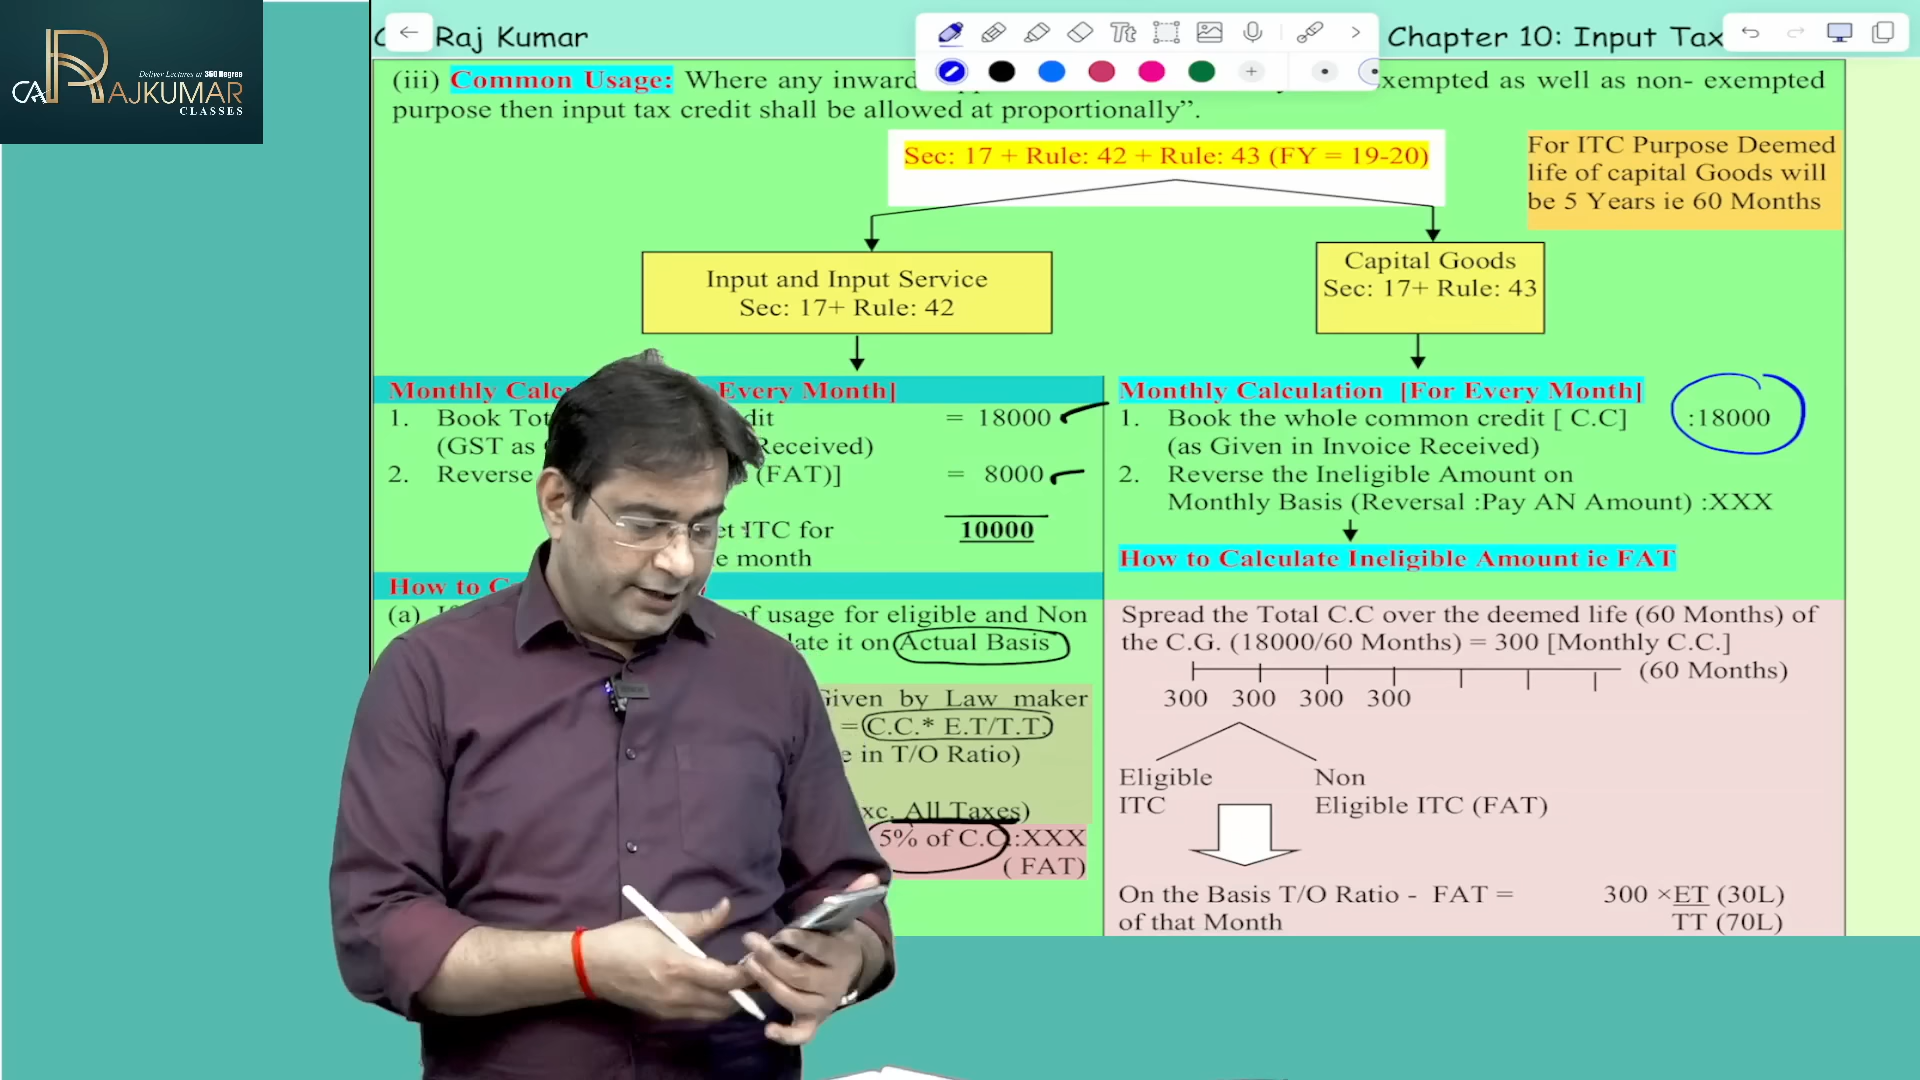 Deliver Lectures at 360 Degree
CA RAJKUMAR
CLASSES
Raj Kumar
Tt
Chapter 10: Input Tax
(iii) Common Usage: Where any inward exempted as well as non- exempted
purpose then input tax credit shall be allowed at proportionally”.
Sec: 17 + Rule: 42 + Rule: 43 (FY = 19-20)
For ITC Purpose Deemed
life of capital Goods will
be 5 Years ie 60 Months
Input and Input Service
Sec: 17+ Rule: 42
Capital Goods
Sec: 17+ Rule: 43
Monthly Every Month]
1. Book = 18000
(GST as Received)
2. Reverse (FAT)] = 8000
ITC for 10000
month
How to
(a) of usage for eligible and Non
on Actual Basis
Given by Law maker
= C.C.* E.T/T.T.
in T/O Ratio)
All Taxes)
5% of C.C.:XXX
( FAT)
Monthly Calculation [For Every Month]
1. Book the whole common credit [ C.C] :18000
(as Given in Invoice Received)
2. Reverse the Ineligible Amount on
Monthly Basis (Reversal :Pay AN Amount) :XXX
How to Calculate Ineligible Amount ie FAT
Spread the Total C.C over the deemed life (60 Months) of
the C.G. (18000/60 Months) = 300 [Monthly C.C.]
(60 Months)
300 300 300 300
Eligible Non
ITC Eligible ITC (FAT)
On the Basis T/O Ratio - FAT = 300 ×ET (30L)
of that Month TT (70L)